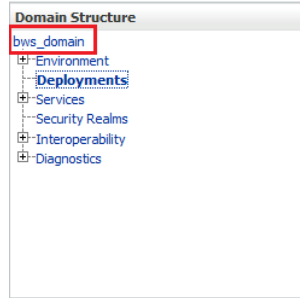 Domain Structure
bws_domain
Environment
Deployments
Services
Security Realms
Interoperability
Diagnostics